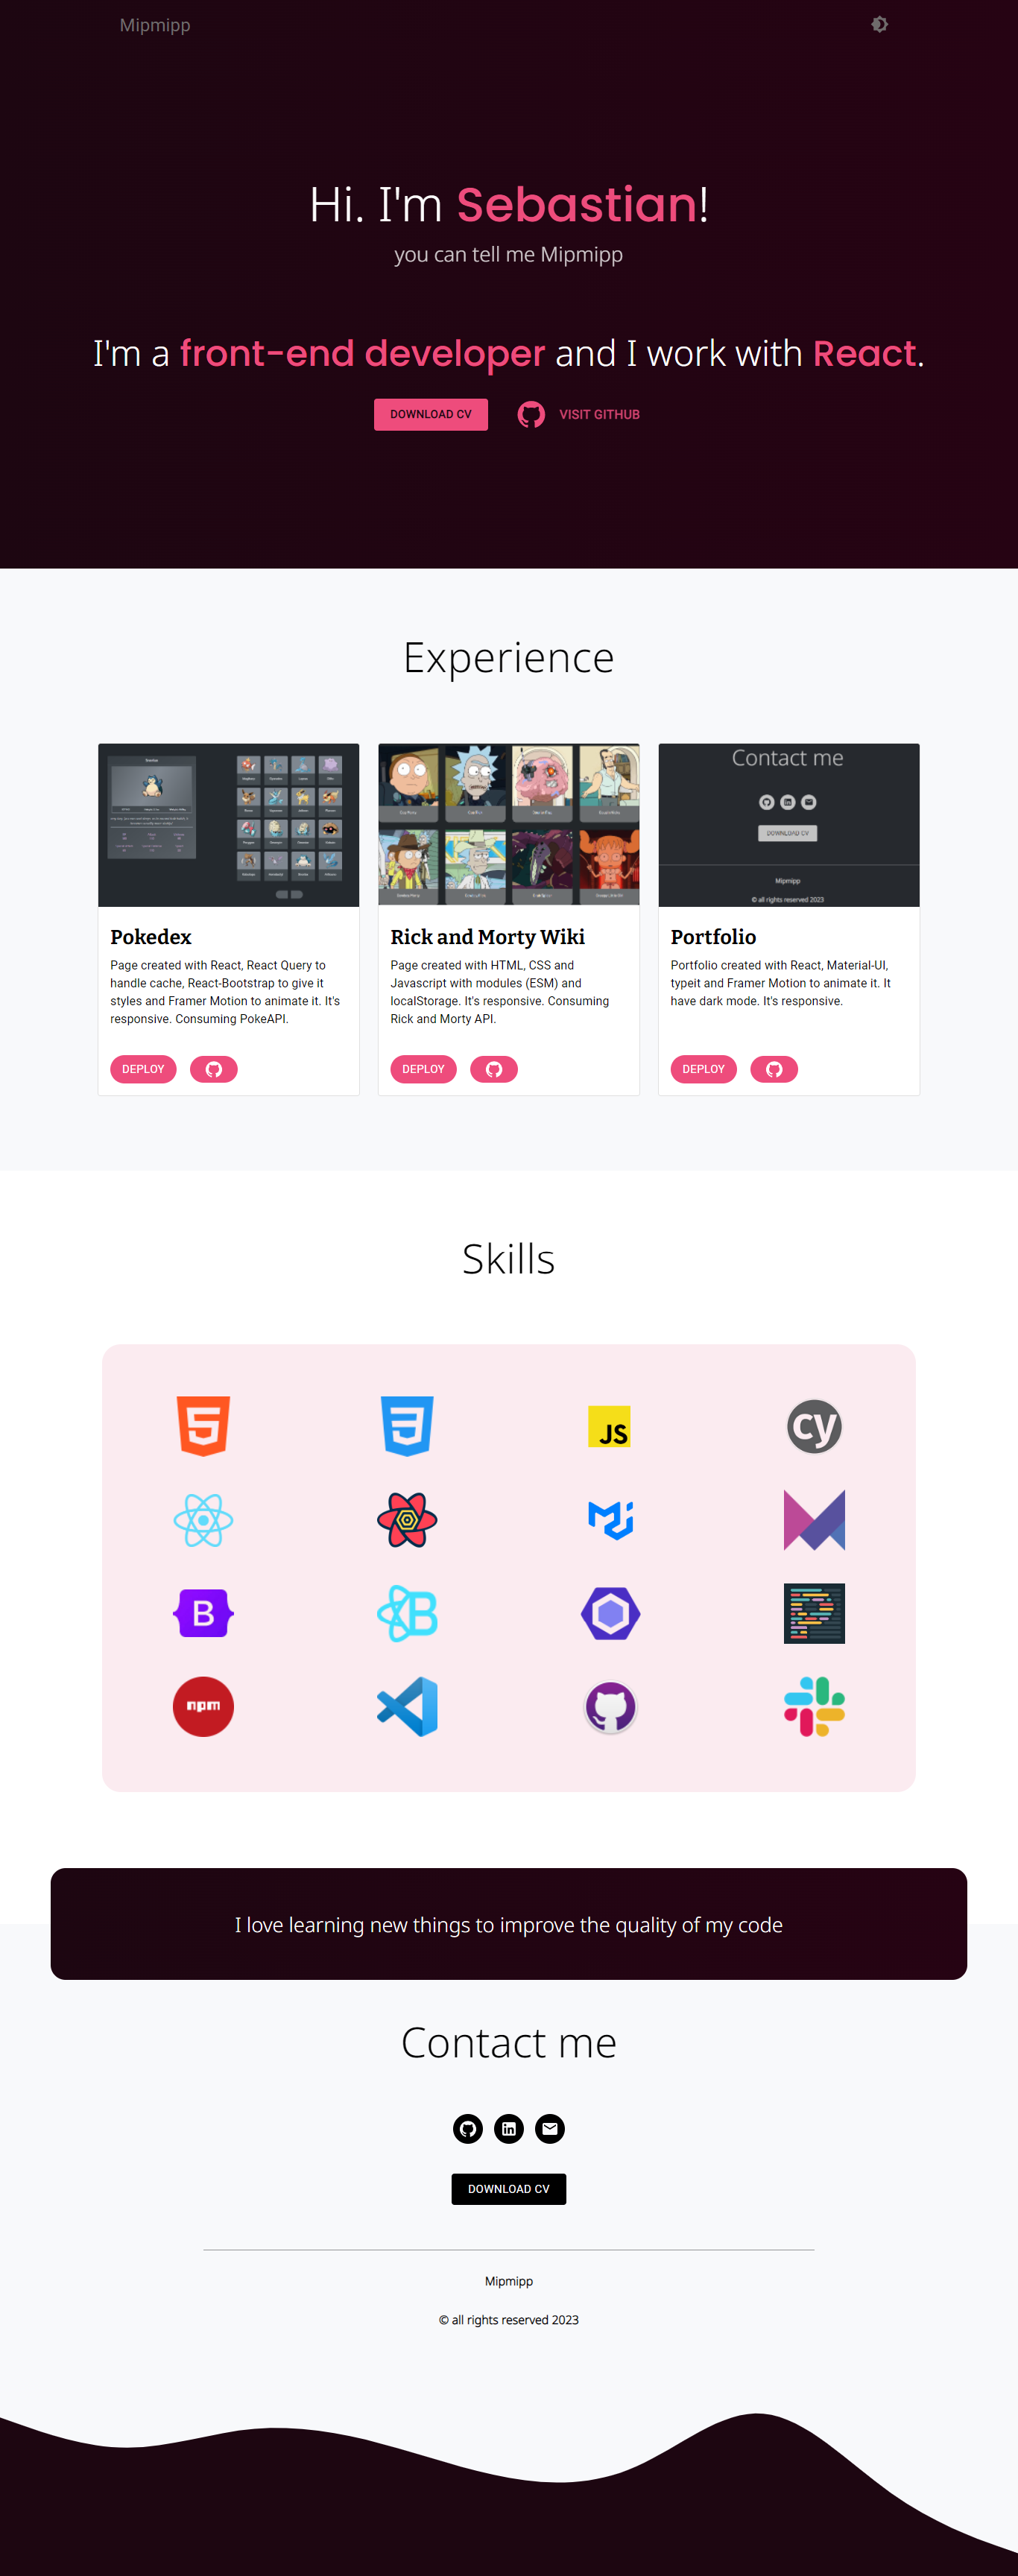 Mipmipp
Hi. I'm Sebastian!
you can tell me Mipmipp
I'm a front-end developer and I work with React.
DOWNLOAD CV
VISIT GITHUB
Experience
Contact me
DOWNLOAD CV
Mipmipp
© all rights reserved 2023
Pokedex
Page created with React, React Query to
handle cache, React-Bootstrap to give it
styles and Framer Motion to animate it. It's
responsive. Consuming PokeAPI.
DEPLOY
Rick and Morty Wiki
Page created with HTML, CSS and
Javascript with modules (ESM) and
localStorage. It's responsive. Consuming
Rick and Morty API.
DEPLOY
Portfolio
Portfolio created with React, Material-UI,
typeit and Framer Motion to animate it. It
have dark mode. It's responsive.
DEPLOY
Skills
5
3
JS
cy
B
B
npm
I love learning new things to improve the quality of my code
Contact me
in
DOWNLOAD CV
Mipmipp
© all rights reserved 2023